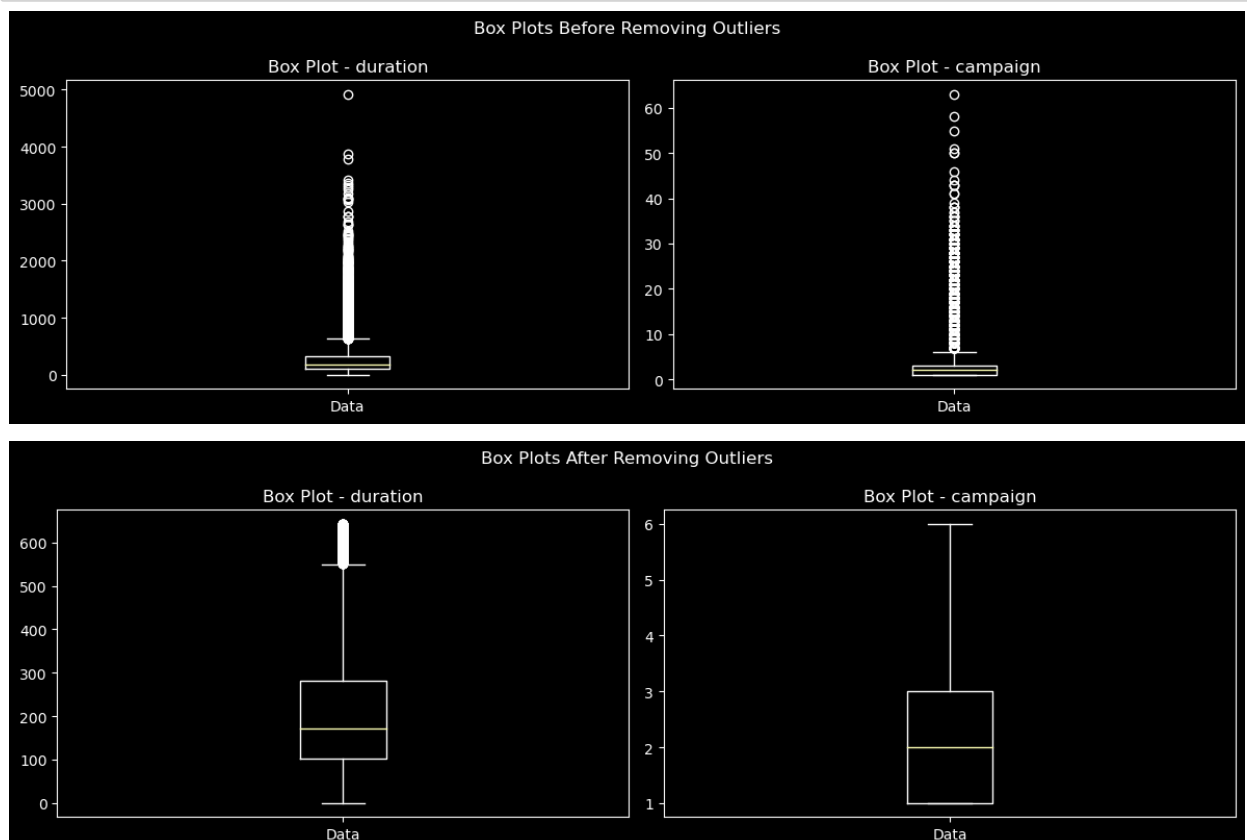 Box Plots Before Removing Outliers
Box Plot - duration
5000
4000
3000
2000
1000
0
Data
Box Plot - campaign
60
50
40
30
20
10
0
Data
Box Plots After Removing Outliers
Box Plot - duration
600
500
400
300
200
100
0
Data
Box Plot - campaign
6
5
4
3
2
1
Data